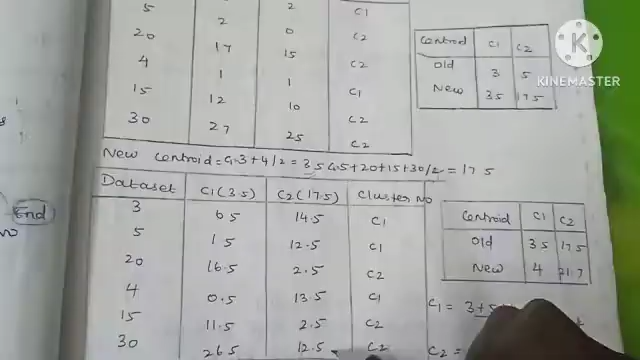 5 2 2 C1
20 17 0 C2
4 1 15 C2
15 12 1 C1
30 27 10 C2
25 C2
Centroid C1 C2
Old 3 5
New 3.5 17.5
KINEMASTER
New Centroid = C1 3+4/2 = 3.5 C2 5+20+15+30/2 = 17.5
Dataset C1(3.5) C2(17.5) Cluster no
3 6.5 14.5 C1
5 1.5 12.5 C1
20 16.5 2.5 C2
4 0.5 13.5 C1
15 11.5 2.5 C2
30 26.5 12.5 C2
Centroid C1 C2
Old 3.5 17.5
New 4 21.7
C1 = 3+5
C2 =
End
no